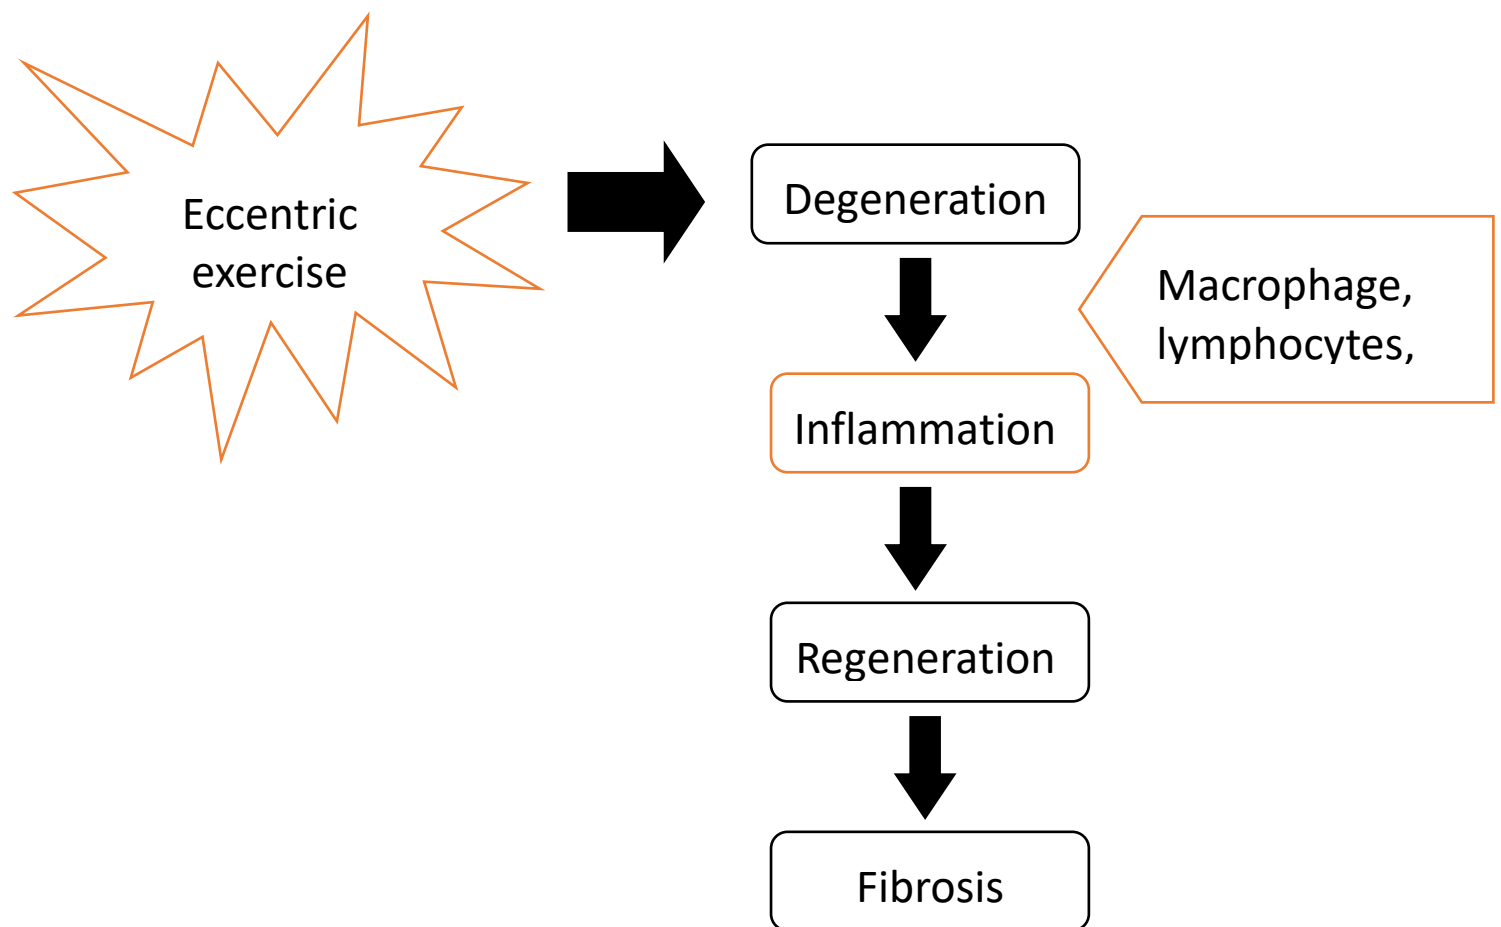 Eccentric
exercise
Degeneration
Macrophage,
lymphocytes,
Inflammation
Regeneration
Fibrosis